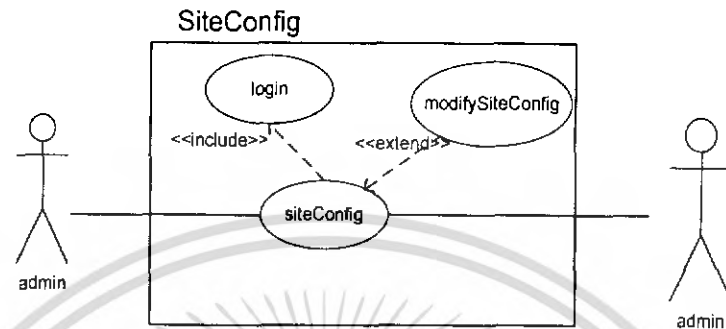 SiteConfig
login
modifySiteConfig
<<include>>
<<extend>>
siteConfig
admin
admin